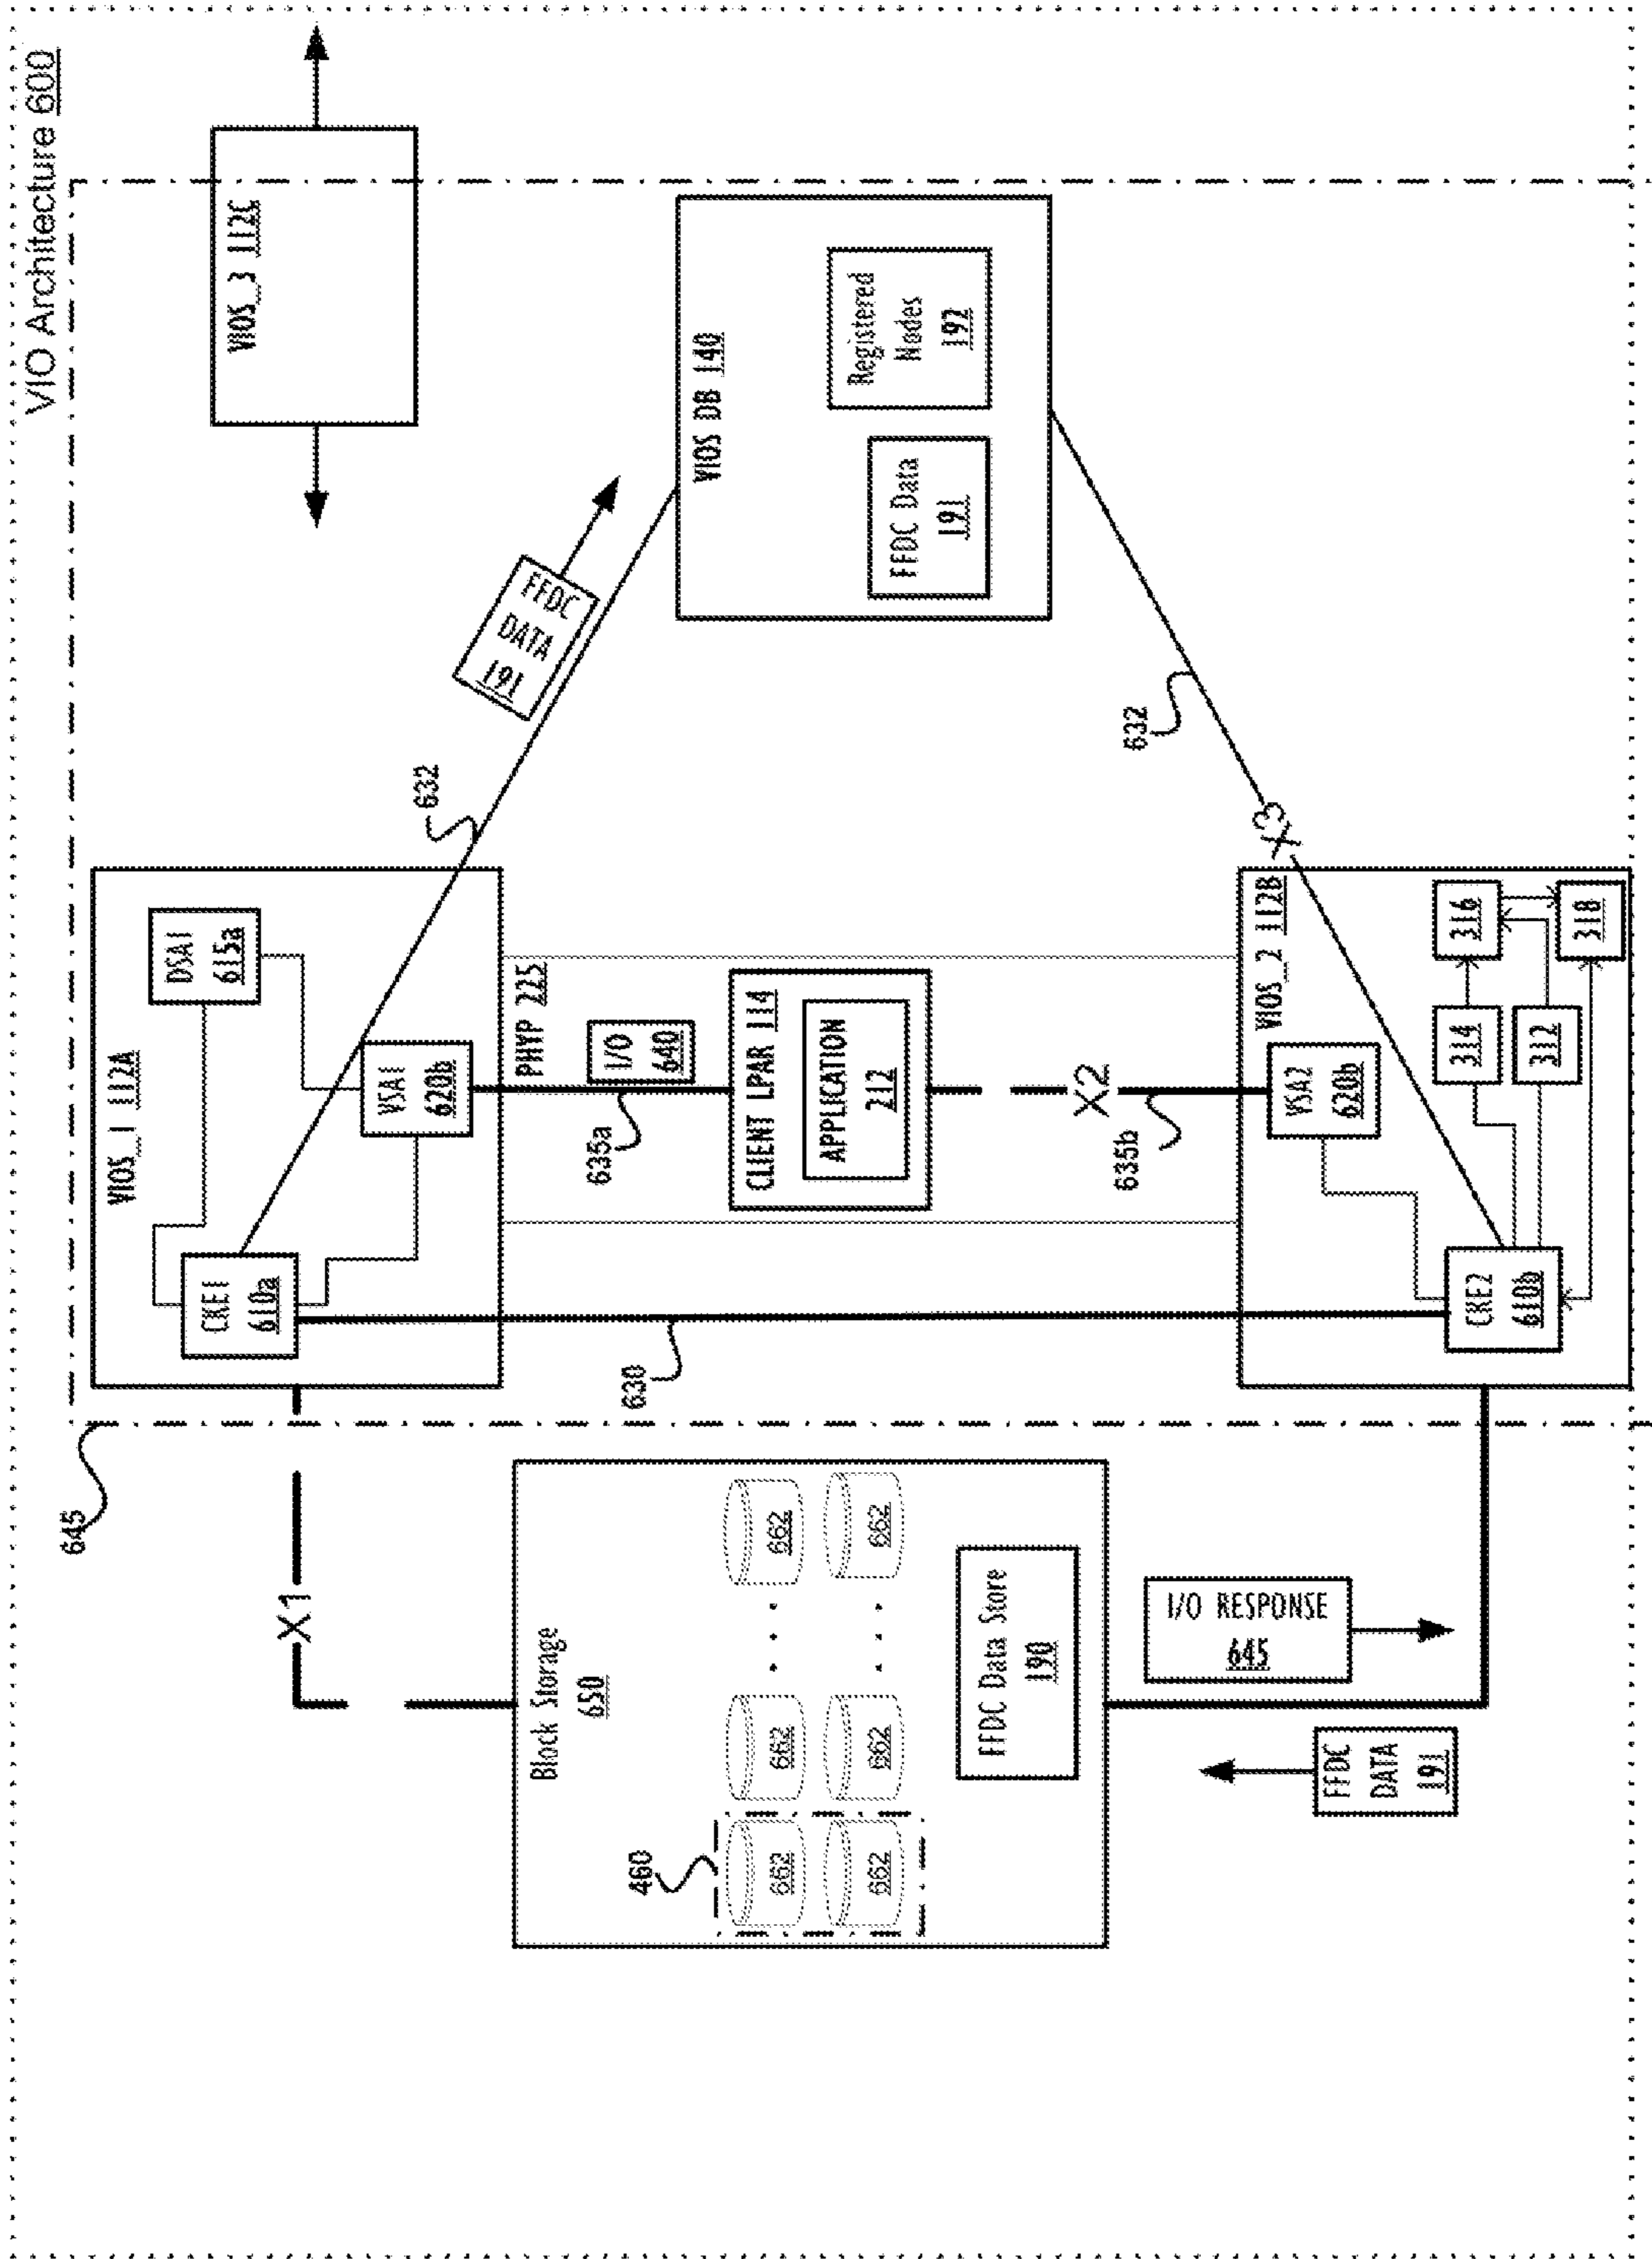 VIO Architecture 600
645
VIOS_1 112A
CKE1
610a
DSA1
615a
VSA1
620b
VIOS_3 112C
X1
632
FFDC
DATA
191
PHYP 225
I/O
640
635a
CLIENT LPAR 114
APPLICATION
212
X2
635b
630
Block Storage
650
460
662
662
662
662
662
662
FFDC Data Store
190
VIOS DB 140
FFDC Data
191
Registered
Nodes
192
632
X3
I/O RESPONSE
645
FFDC
DATA
191
VIOS_2 112B
VSA2
620b
CKE2
610b
314
316
312
318